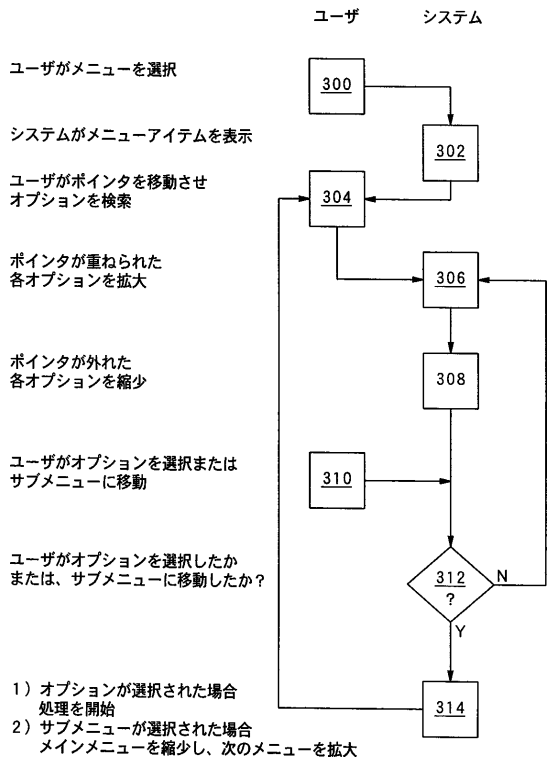 ユーザ システム
ユーザがメニューを選択
300
システムがメニューアイテムを表示
302
ユーザがポインタを移動させ
オプションを検索
304
ポインタが重ねられた
各オプションを拡大
306
ポインタが外れた
各オプションを縮少
308
ユーザがオプションを選択または
サブメニューに移動
310
ユーザがオプションを選択したか
または、サブメニューに移動したか？
312
?
N
Y
1）オプションが選択された場合
処理を開始
2）サブメニューが選択された場合
メインメニューを縮少し、次のメニューを拡大
314